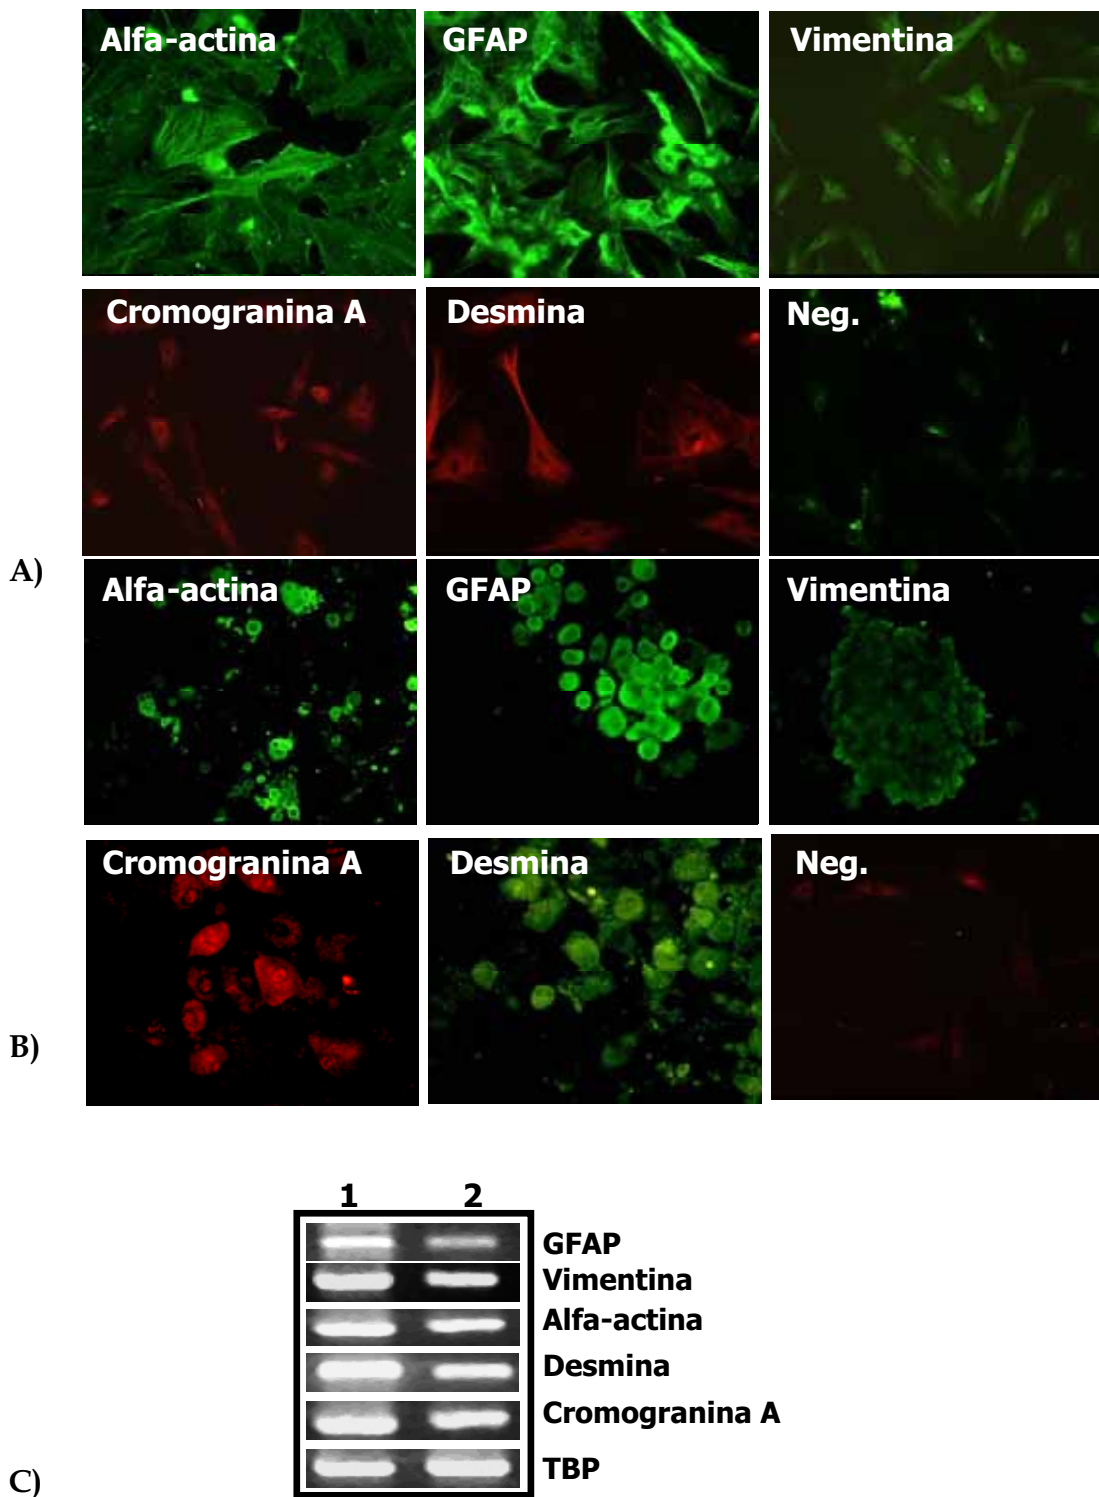 Alfa-actina GFAP Vimentina
Cromogranina A Desmina Neg.
A)
Alfa-actina GFAP Vimentina
Cromogranina A Desmina Neg.
B)
1 2
GFAP
Vimentina
Alfa-actina
Desmina
Cromogranina A
TBP
C)